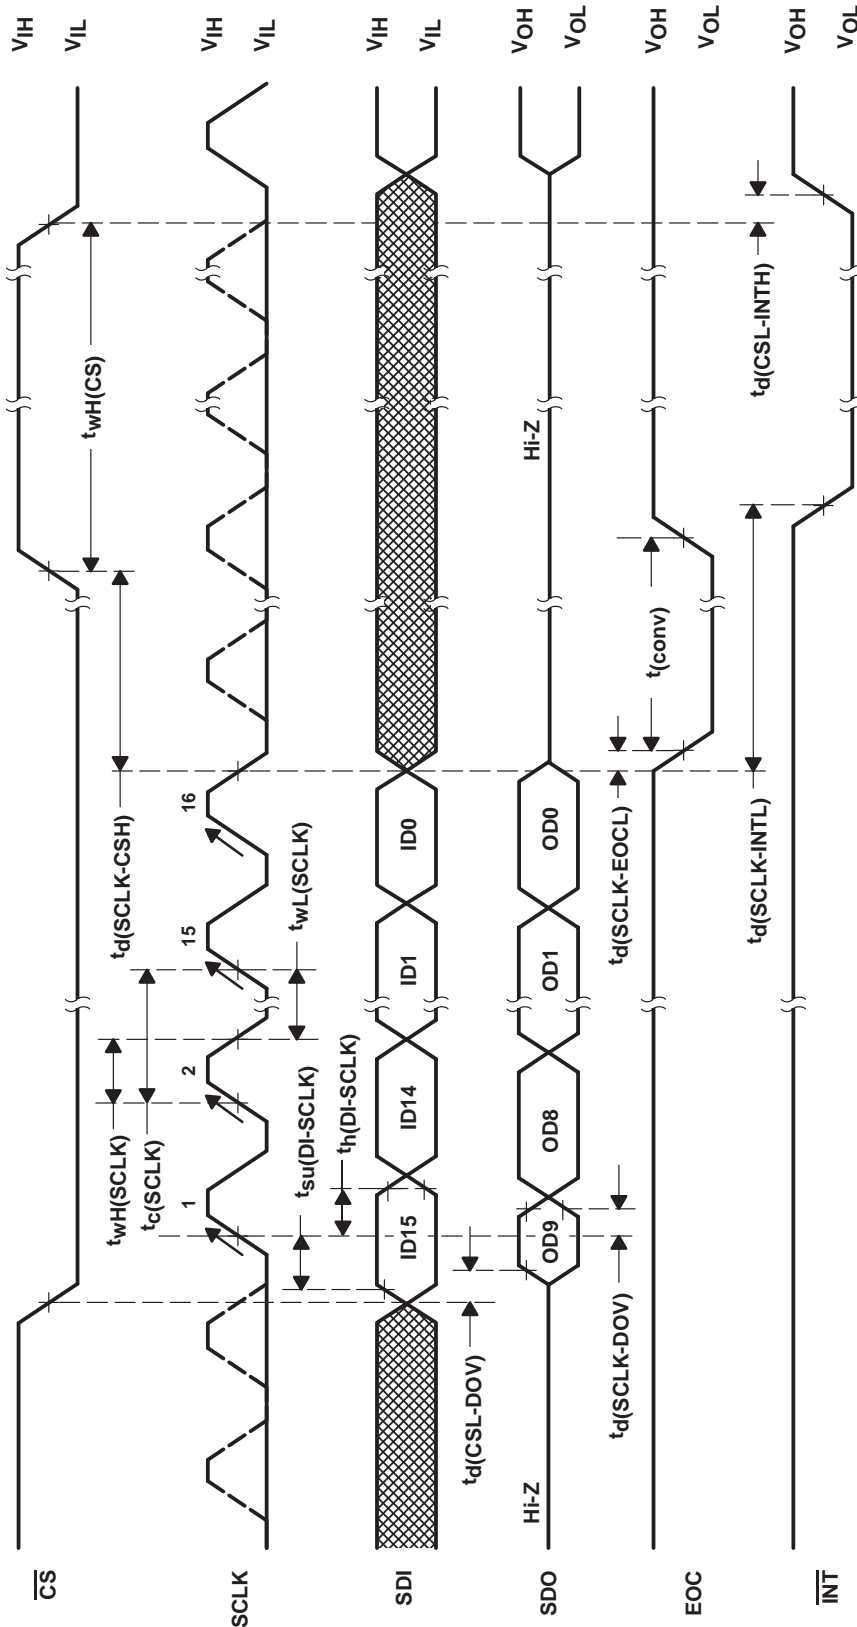 CS
VIH
VIL
twH(CS)
td(SCLK-CSH)
twH(SCLK)
tc(SCLK)
SCLK
1
2
15
16
VIH
VIL
twL(SCLK)
tsu(DI-SCLK)
th(DI-SCLK)
SDI
ID15
ID14
ID1
ID0
VIH
VIL
td(CSL-DOV)
SDO
Hi-Z
OD9
OD8
OD1
OD0
Hi-Z
VOH
VOL
td(SCLK-DOV)
td(SCLK-EOCL)
t(conv)
EOC
VOH
VOL
td(SCLK-INTL)
td(CSL-INTH)
INT
VOH
VOL